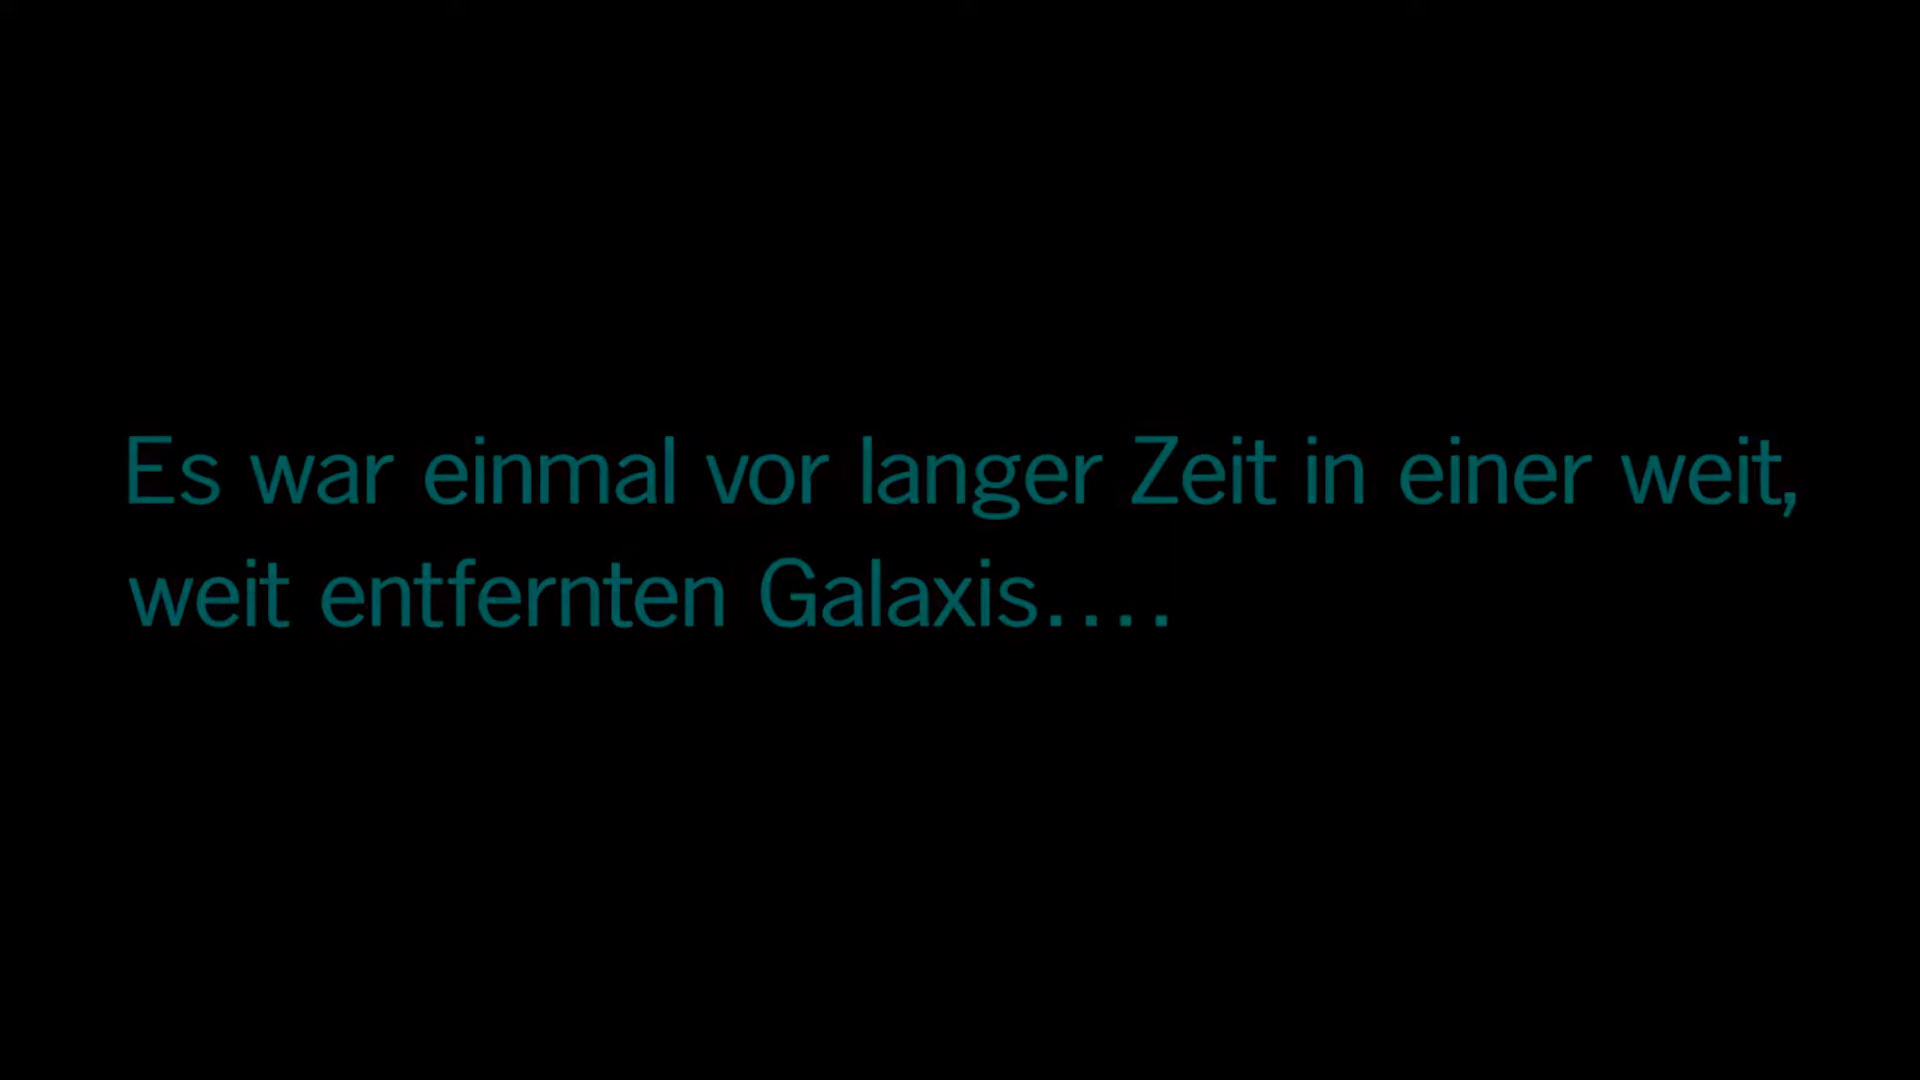 Es war einmal vor langer Zeit in einer weit,
weit entfernten Galaxis....